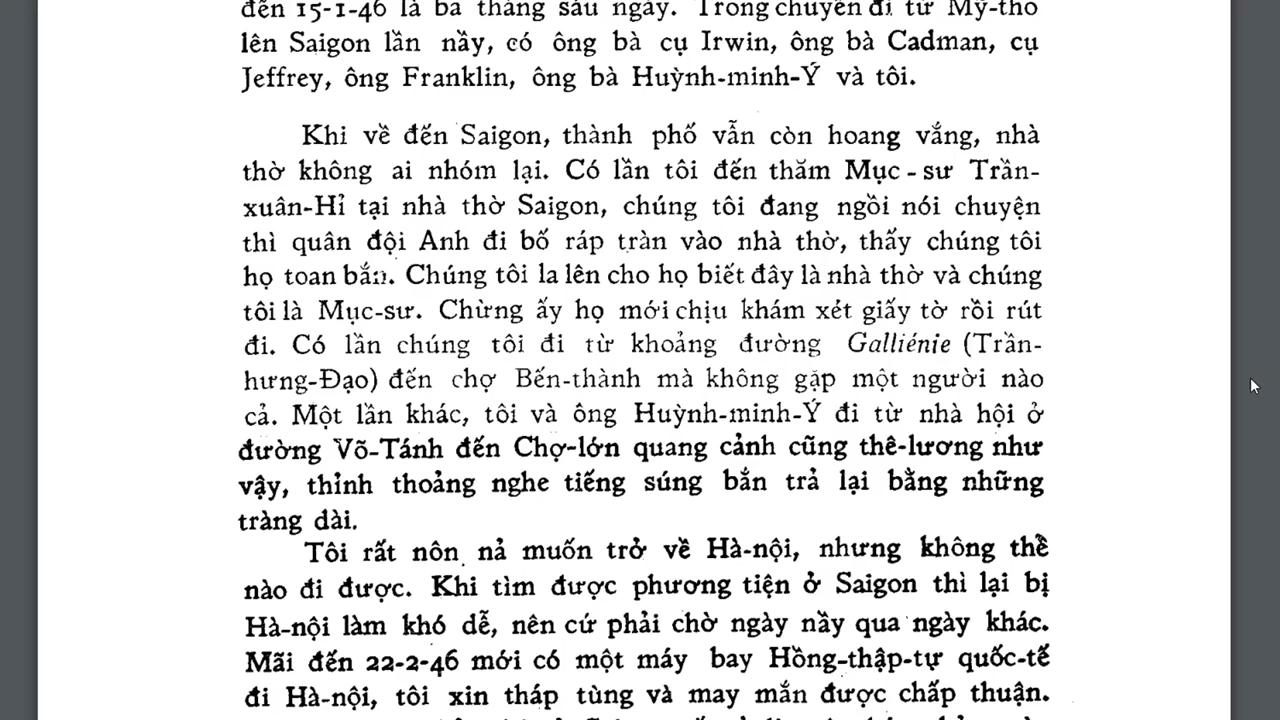 đến 15-1-46 là ba tháng sáu ngày. Trong chuyến đi từ Mỹ-tho
lên Saigon lần nầy, có ông bà cụ Irwin, ông bà Cadman, cụ
Jeffrey, ông Franklin, ông bà Huỳnh-minh-Ý và tôi.
Khi về đến Saigon, thành phố vẫn còn hoang vắng, nhà
thờ không ai nhóm lại. Có lần tôi đến thăm Mục-sư Trần-
xuân-Hỉ tại nhà thờ Saigon, chúng tôi đang ngồi nói chuyện
thì quân đội Anh đi bố ráp tràn vào nhà thờ, thấy chúng tôi
họ toan bắn. Chúng tôi la lên cho họ biết đây là nhà thờ và chúng
tôi là Mục-sư. Chừng ấy họ mới chịu khám xét giấy tờ rồi rút
đi. Có lần chúng tôi đi từ khoảng đường Galliénie (Trần-
hưng-Đạo) đến chợ Bến-thành mà không gặp một người nào
cả. Một lần khác, tôi và ông Huỳnh-minh-Ý đi từ nhà hội ở
đường Võ-Tánh đến Chợ-lớn quang cảnh cũng thê-lương như
vậy, thỉnh thoảng nghe tiếng súng bắn trả lại bằng những
tràng dài.
Tôi rất nôn nả muốn trở về Hà-nội, nhưng không thể
nào đi được. Khi tìm được phương tiện ở Saigon thì lại bị
Hà-nội làm khó dễ, nên cứ phải chờ ngày nầy qua ngày khác.
Mãi đến 22-2-46 mới có một máy bay Hồng-thập-tự quốc-tế
đi Hà-nội, tôi xin tháp tùng và may mắn được chấp thuận.